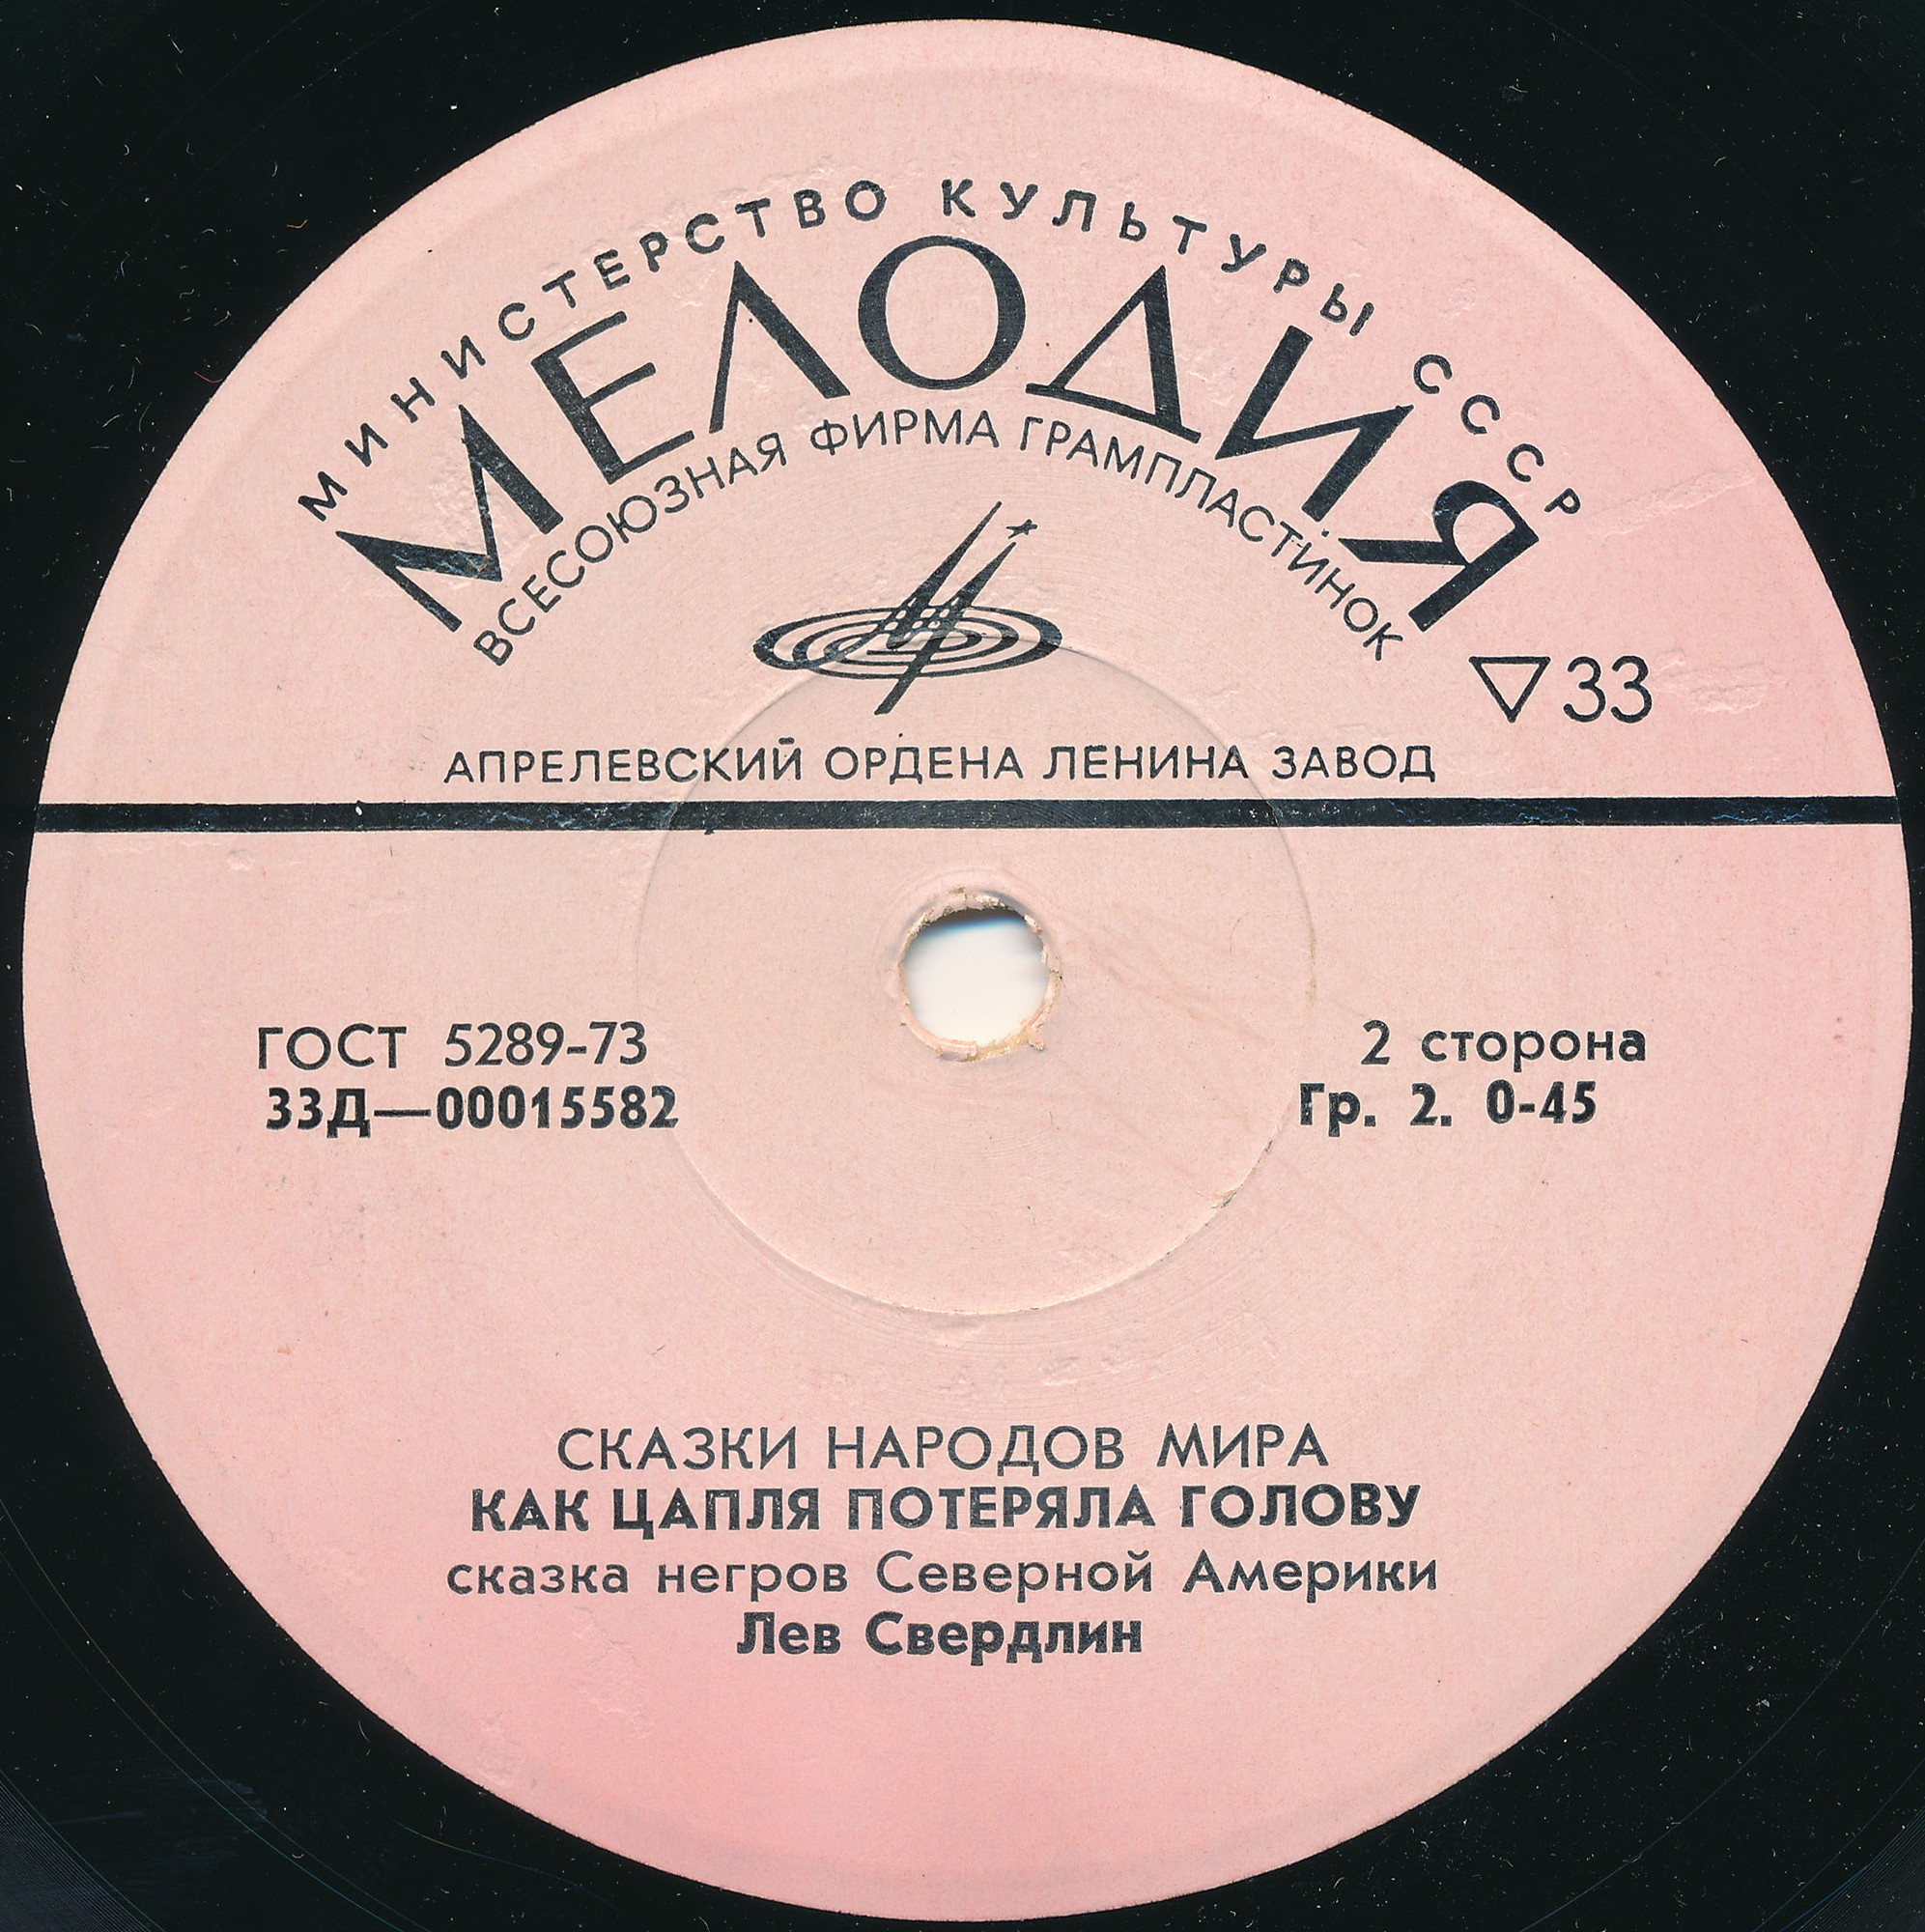 МИНИСТЕРСТВО КУЛЬТУРЫ СССР
МЕЛОДИЯ
ВСЕСОЮЗНАЯ ФИРМА ГРАМПЛАСТИНОК
▽33
АПРЕЛЕВСКИЙ ОРДЕНА ЛЕНИНА ЗАВОД
ГОСТ 5289-73
33Д—00015582
2 сторона
Гр. 2. 0-45
СКАЗКИ НАРОДОВ МИРА
КАК ЦАПЛЯ ПОТЕРЯЛА ГОЛОВУ
сказка негров Северной Америки
Лев Свердлин